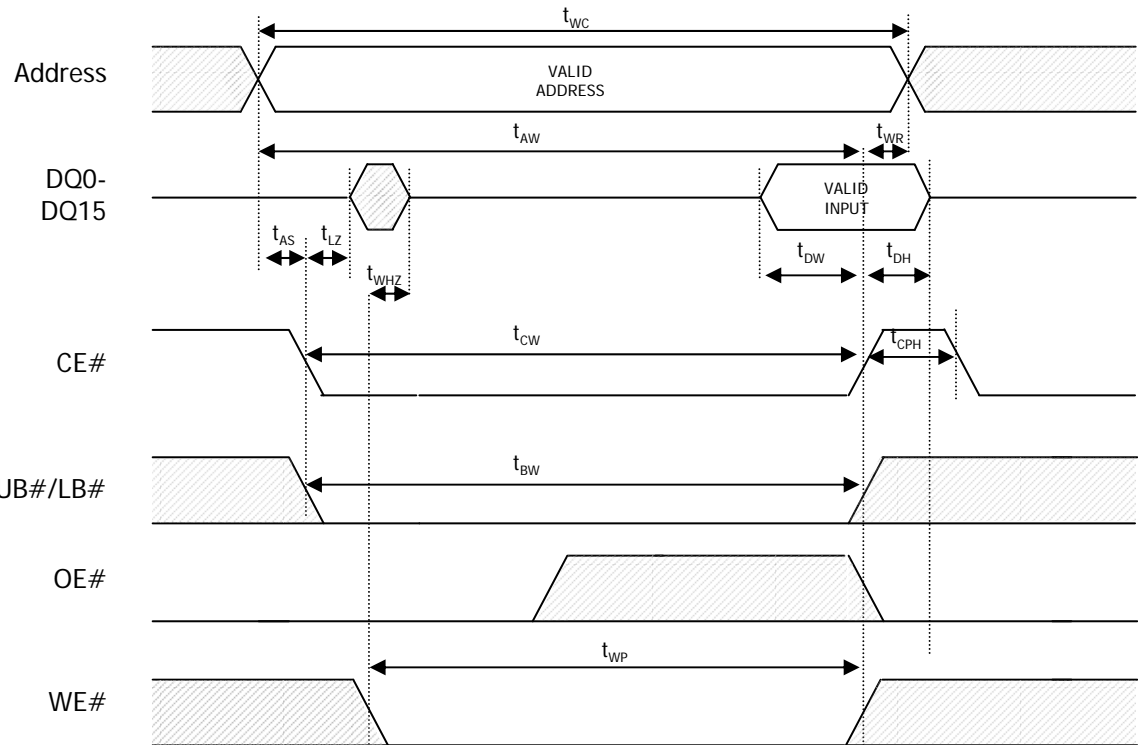 tWC
Address
VALID
ADDRESS
tAW
tWR
DQ0-
DQ15
VALID
INPUT
tAS
tLZ
tWHZ
tDW
tDH
CE#
tCW
tCPH
UB#/LB#
tBW
OE#
tWP
WE#